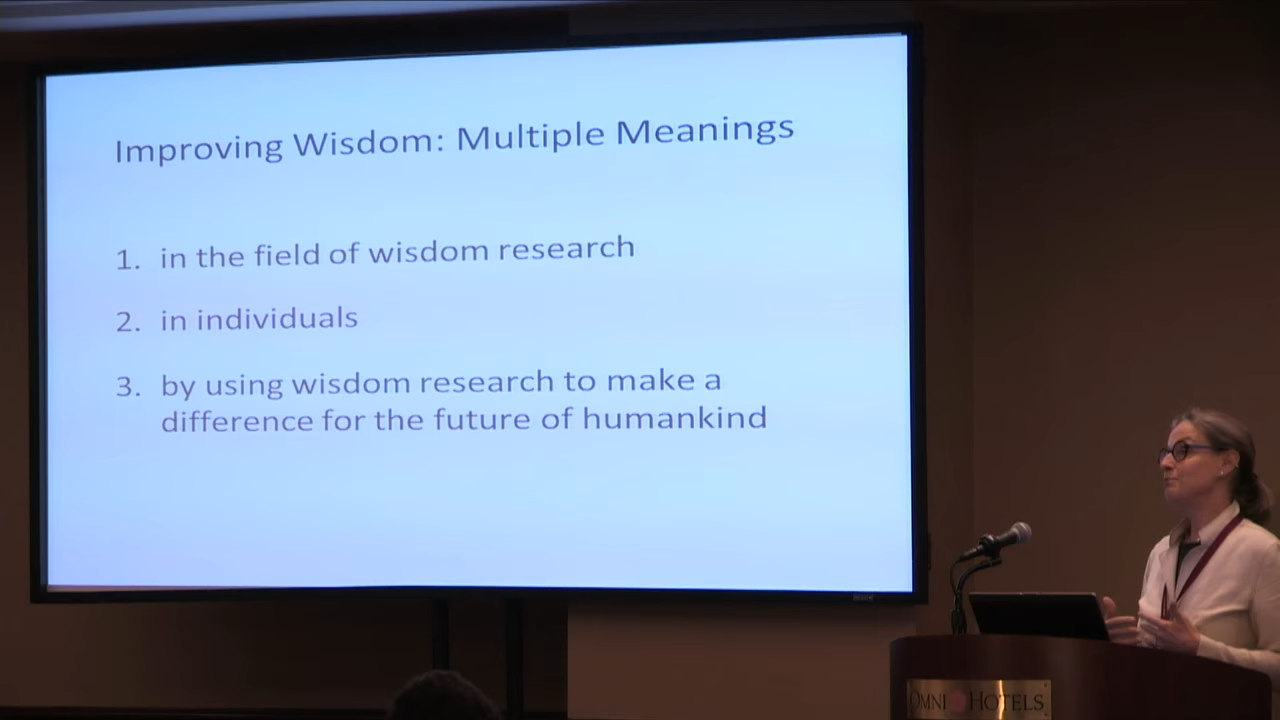 Improving Wisdom: Multiple Meanings
1. in the field of wisdom research
2. in individuals
3. by using wisdom research to make a
difference for the future of humankind
OMNI HOTELS